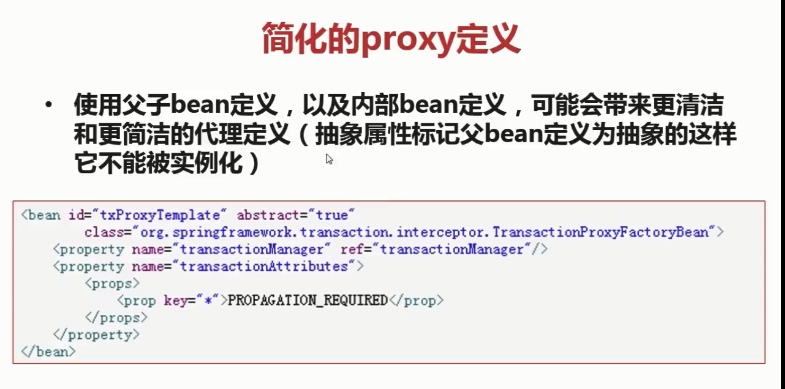 简化的proxy定义
• 使用父子bean定义，以及内部bean定义，可能会带来更清洁
和更简洁的代理定义（抽象属性标记父bean定义为抽象的这样
它不能被实例化）
<bean id="txProxyTemplate" abstract="true"
class="org.springframework.transaction.interceptor.TransactionProxyFactoryBean">
<property name="transactionManager" ref="transactionManager"/>
<property name="transactionAttributes">
<props>
<prop key="*">PROPAGATION_REQUIRED</prop>
</props>
</property>
</bean>